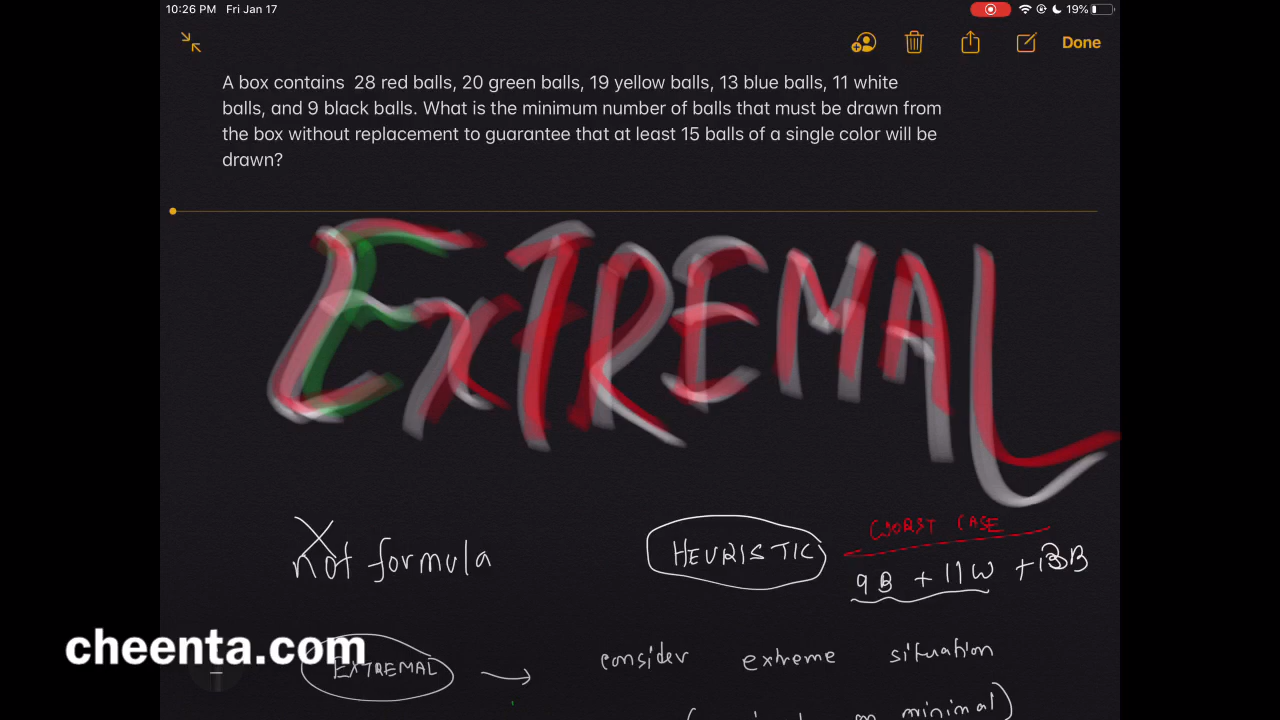 10:26 PM Fri Jan 17
19%
Done
A box contains 28 red balls, 20 green balls, 19 yellow balls, 13 blue balls, 11 white
balls, and 9 black balls. What is the minimum number of balls that must be drawn from
the box without replacement to guarantee that at least 15 balls of a single color will be
drawn?
EXTREMAL
WORST CASE
not formula
HEURISTIC
9B + 11W + 13B
cheenta.com
EXTREMAL
consider extreme situation
minimal)